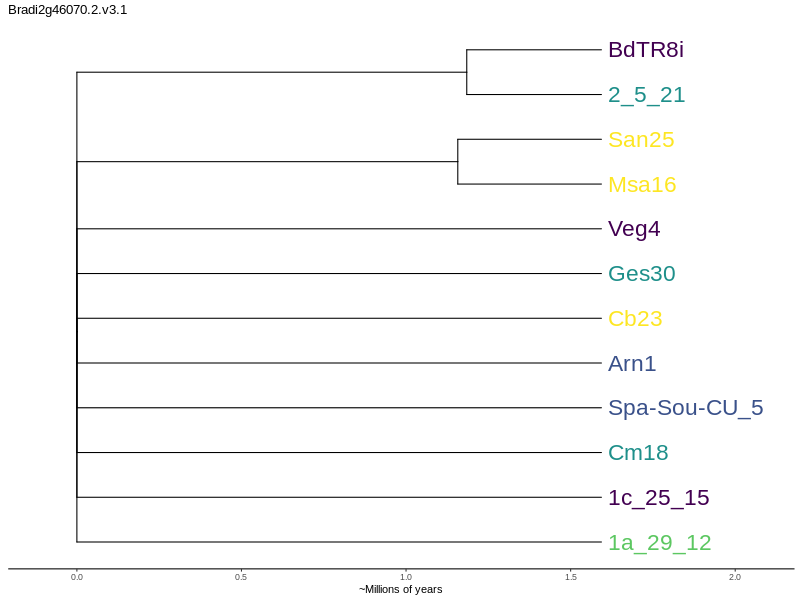 Bradi2g46070.2.v3.1
BdTR8i
2_5_21
San25
Msa16
Veg4
Ges30
Cb23
Arn1
Spa-Sou-CU_5
Cm18
1c_25_15
1a_29_12
0.0 0.5 1.0 1.5 2.0
~Millions of years